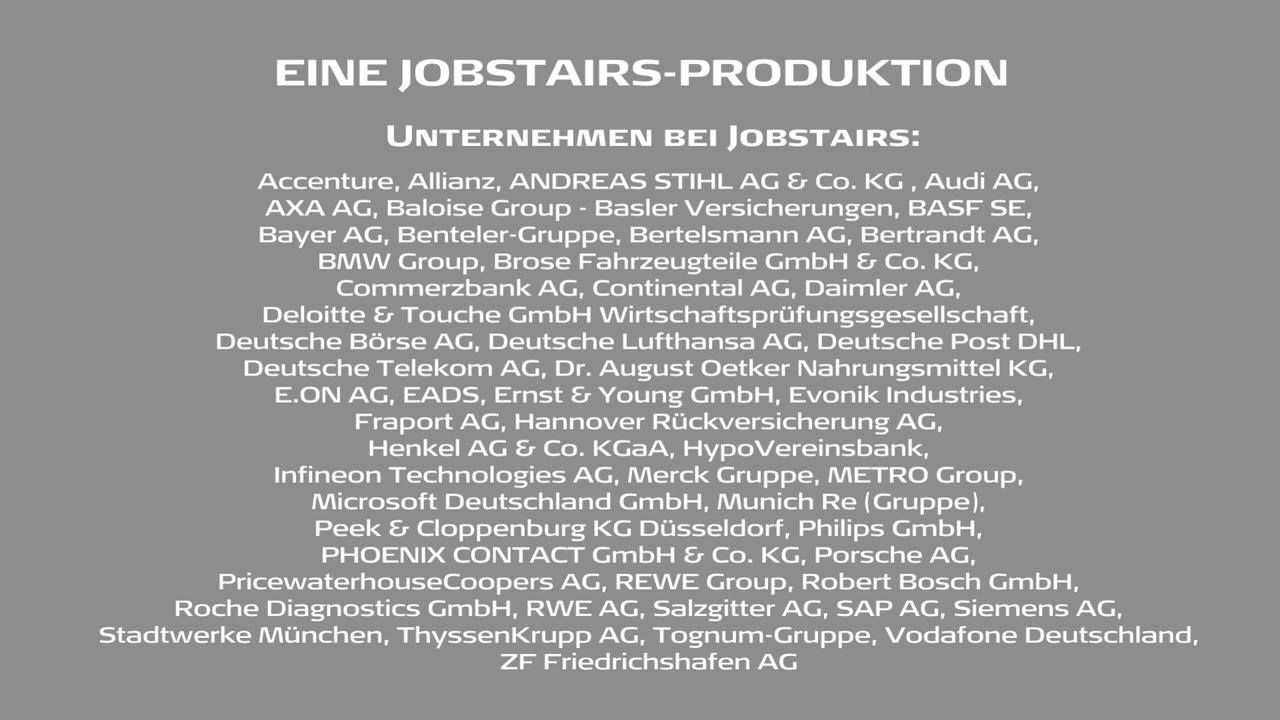 EINE JOBSTAIRS-PRODUKTION
UNTERNEHMEN BEI JOBSTAIRS:
Accenture, Allianz, ANDREAS STIHL AG & Co. KG , Audi AG,
AXA AG, Baloise Group - Basler Versicherungen, BASF SE,
Bayer AG, Benteler-Gruppe, Bertelsmann AG, Bertrandt AG,
BMW Group, Brose Fahrzeugteile GmbH & Co. KG,
Commerzbank AG, Continental AG, Daimler AG,
Deloitte & Touche GmbH Wirtschaftsprüfungsgesellschaft,
Deutsche Börse AG, Deutsche Lufthansa AG, Deutsche Post DHL,
Deutsche Telekom AG, Dr. August Oetker Nahrungsmittel KG,
E.ON AG, EADS, Ernst & Young GmbH, Evonik Industries,
Fraport AG, Hannover Rückversicherung AG,
Henkel AG & Co. KGaA, HypoVereinsbank,
Infineon Technologies AG, Merck Gruppe, METRO Group,
Microsoft Deutschland GmbH, Munich Re (Gruppe),
Peek & Cloppenburg KG Düsseldorf, Philips GmbH,
PHOENIX CONTACT GmbH & Co. KG, Porsche AG,
PricewaterhouseCoopers AG, REWE Group, Robert Bosch GmbH,
Roche Diagnostics GmbH, RWE AG, Salzgitter AG, SAP AG, Siemens AG,
Stadtwerke München, ThyssenKrupp AG, Tognum-Gruppe, Vodafone Deutschland,
ZF Friedrichshafen AG